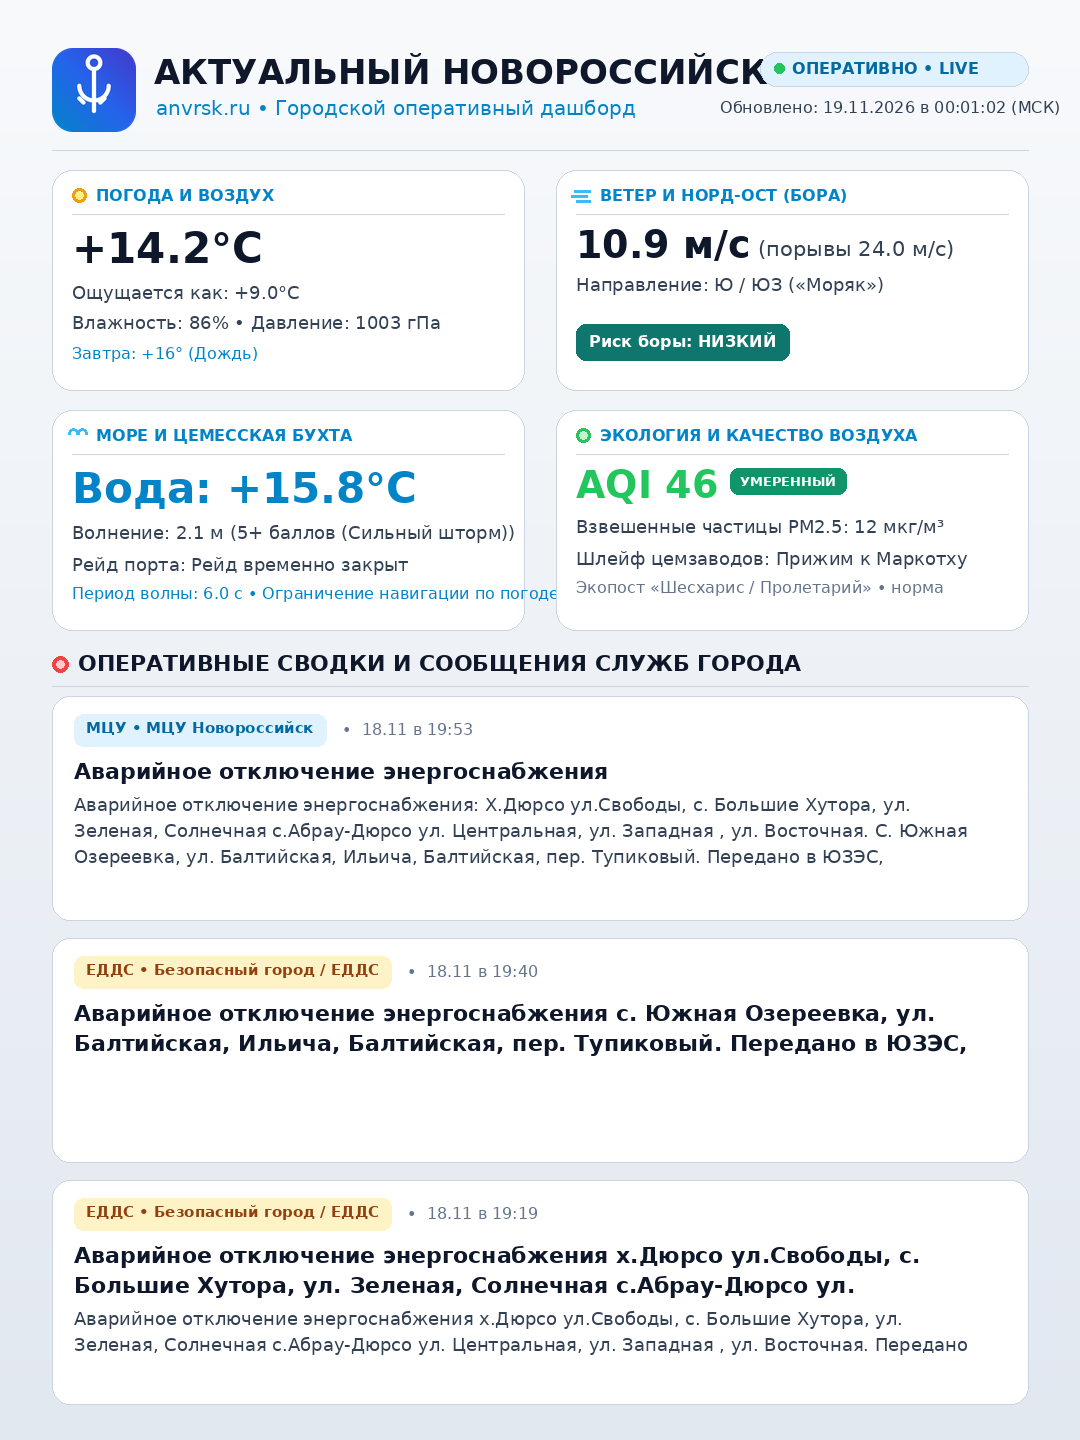 АКТУАЛЬНЫЙ НОВОРОССИЙСК
ОПЕРАТИВНО • LIVE
anvrsk.ru • Городской оперативный дашборд
Обновлено: 19.11.2026 в 00:01:02 (МСК)
ПОГОДА И ВОЗДУХ
+14.2°C
Ощущается как: +9.0°C
Влажность: 86% • Давление: 1003 гПа
Завтра: +16° (Дождь)
ВЕТЕР И НОРД-ОСТ (БОРА)
10.9 м/с (порывы 24.0 м/с)
Направление: Ю / ЮЗ («Моряк»)
Риск боры: НИЗКИЙ
МОРЕ И ЦЕМЕССКАЯ БУХТА
Вода: +15.8°C
Волнение: 2.1 м (5+ баллов (Сильный шторм))
Рейд порта: Рейд временно закрыт
Период волны: 6.0 с • Ограничение навигации по погоде
ЭКОЛОГИЯ И КАЧЕСТВО ВОЗДУХА
AQI 46 УМЕРЕННЫЙ
Взвешенные частицы PM2.5: 12 мкг/м³
Шлейф цемзаводов: Прижим к Маркотху
Экопост «Шесхарис / Пролетарий» • норма
ОПЕРАТИВНЫЕ СВОДКИ И СООБЩЕНИЯ СЛУЖБ ГОРОДА
МЦУ • МЦУ Новороссийск • 18.11 в 19:53
Аварийное отключение энергоснабжения
Аварийное отключение энергоснабжения: Х.Дюрсо ул.Свободы, с. Большие Хутора, ул.
Зеленая, Солнечная с.Абрау-Дюрсо ул. Центральная, ул. Западная , ул. Восточная. С. Южная
Озереевка, ул. Балтийская, Ильича, Балтийская, пер. Тупиковый. Передано в ЮЗЭС,
ЕДДС • Безопасный город / ЕДДС • 18.11 в 19:40
Аварийное отключение энергоснабжения с. Южная Озереевка, ул.
Балтийская, Ильича, Балтийская, пер. Тупиковый. Передано в ЮЗЭС,
ЕДДС • Безопасный город / ЕДДС • 18.11 в 19:19
Аварийное отключение энергоснабжения х.Дюрсо ул.Свободы, с.
Большие Хутора, ул. Зеленая, Солнечная с.Абрау-Дюрсо ул.
Аварийное отключение энергоснабжения х.Дюрсо ул.Свободы, с. Большие Хутора, ул.
Зеленая, Солнечная с.Абрау-Дюрсо ул. Центральная, ул. Западная , ул. Восточная. Передано